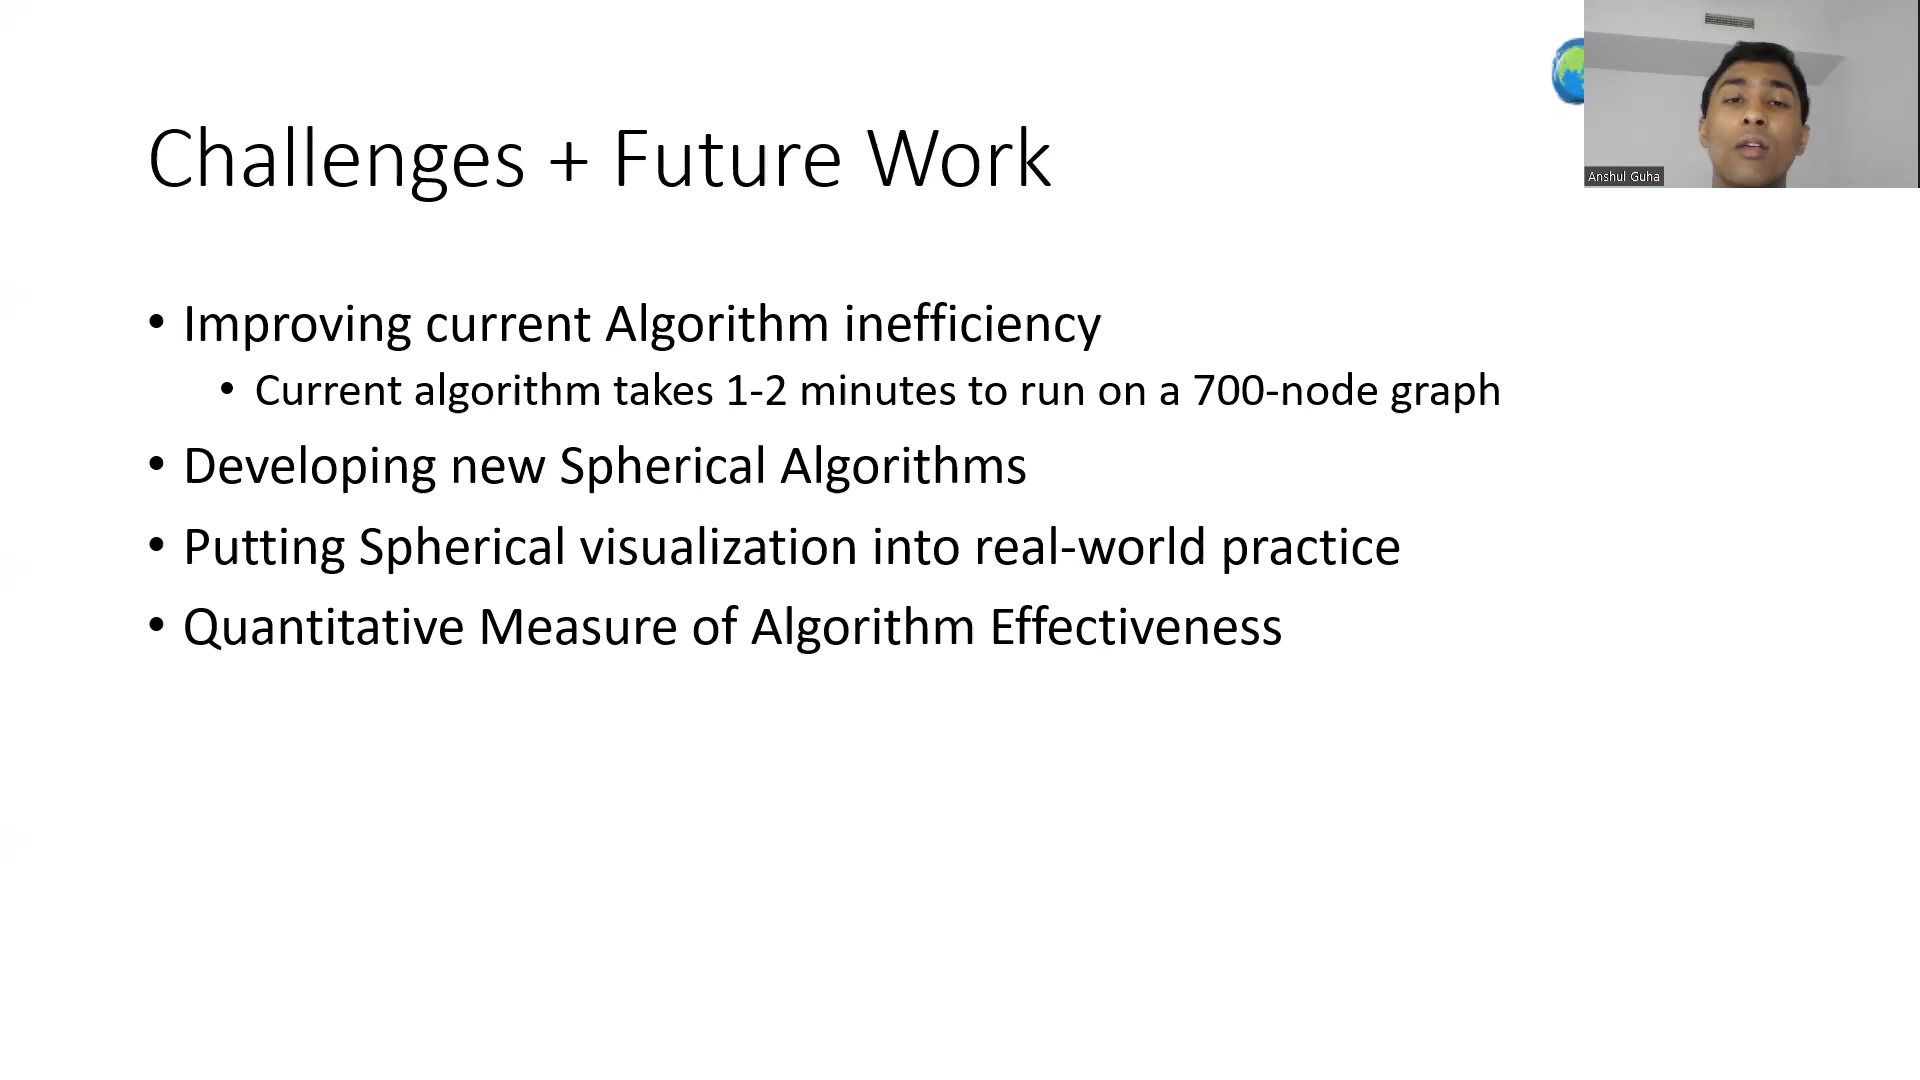 Challenges + Future Work
Anshul Guha
• Improving current Algorithm inefficiency
• Current algorithm takes 1-2 minutes to run on a 700-node graph
• Developing new Spherical Algorithms
• Putting Spherical visualization into real-world practice
• Quantitative Measure of Algorithm Effectiveness